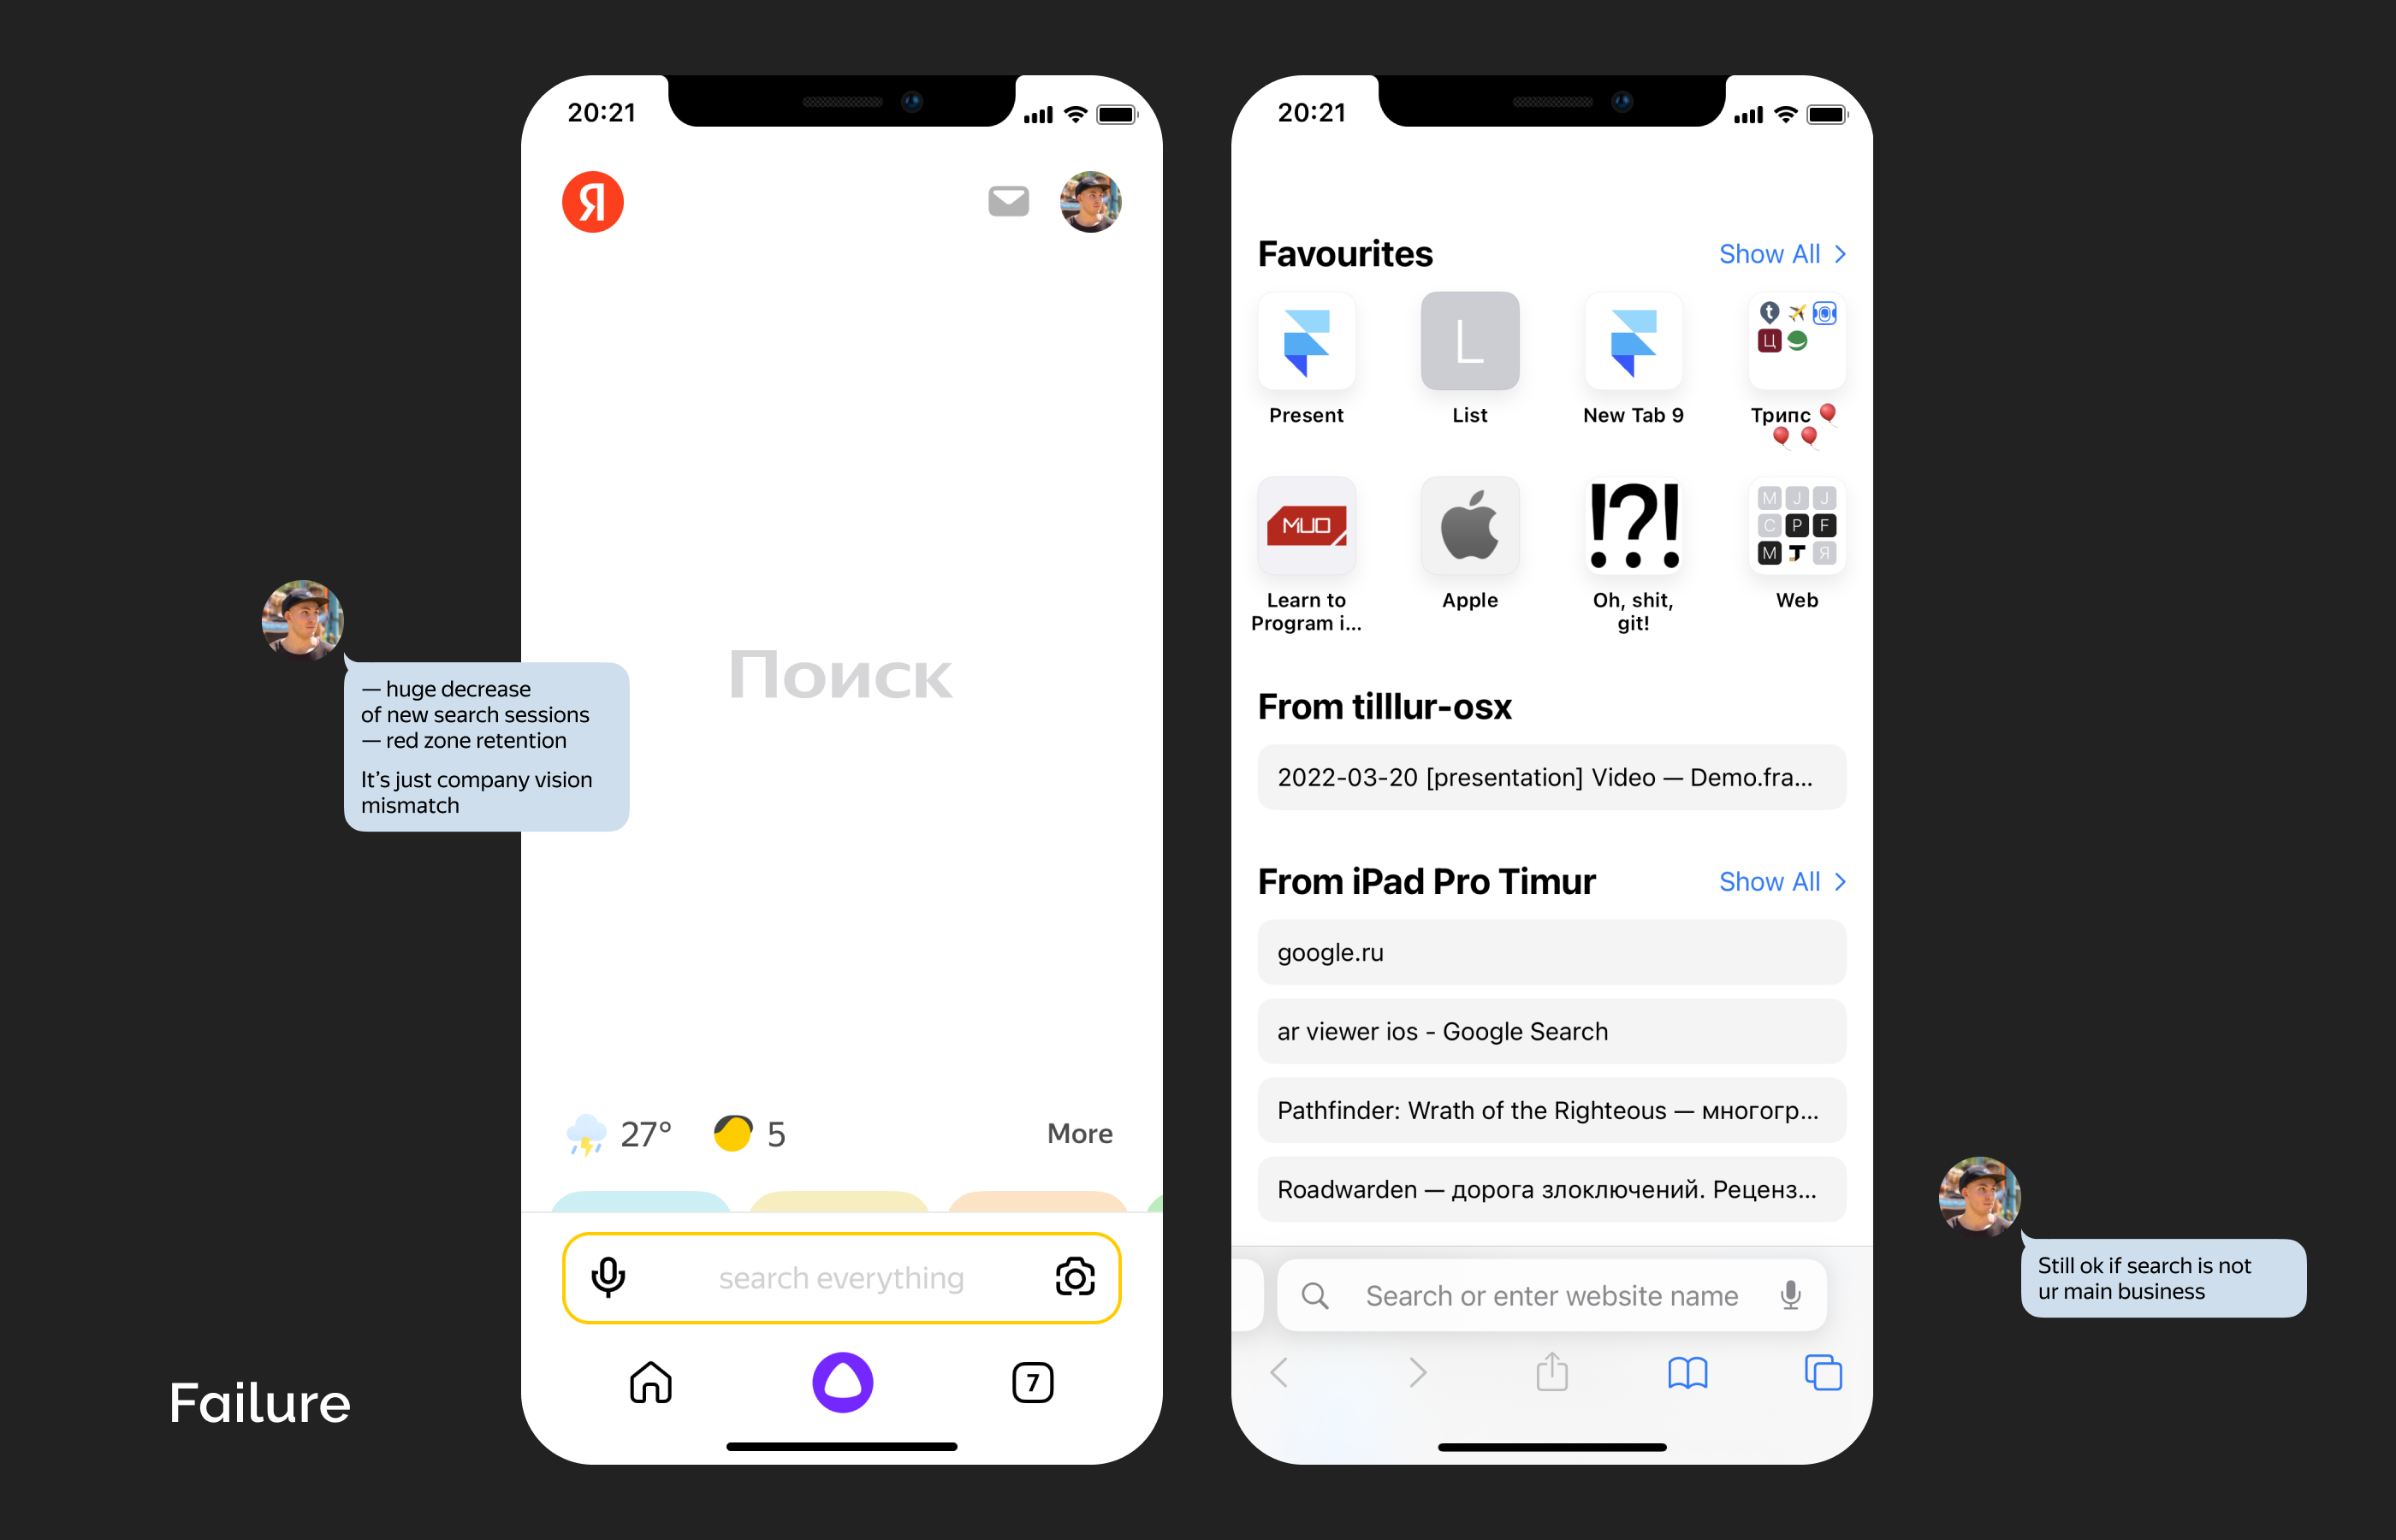 20:21
Я
— huge decrease
of new search sessions
— red zone retention
It's just company vision
mismatch
Поиск
27°
5
More
search everything
7
Failure
20:21
Favourites
Show All
L
t
Ц
Present
List
New Tab 9
Трипс 🎈
🎈 🎈
MUO
!?!
M J J
C P F
M T Я
Learn to
Program i...
Apple
Oh, shit,
git!
Web
From tilllur-osx
2022-03-20 [presentation] Video — Demo.fra...
From iPad Pro Timur
Show All
google.ru
ar viewer ios - Google Search
Pathfinder: Wrath of the Righteous — многогр...
Roadwarden — дорога злоключений. Реценз...
Search or enter website name
Still ok if search is not
ur main business